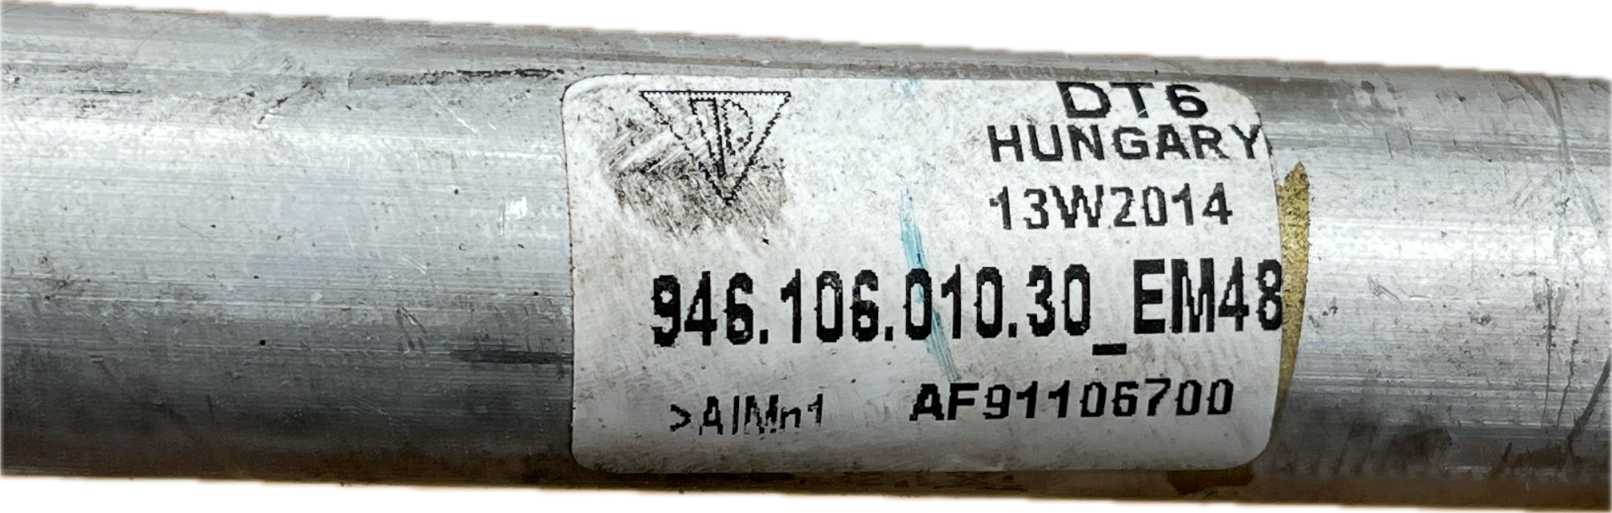 DT6
HUNGARY
13W2014
946.106.010.30_EM48
>AlMn1 AF91106700